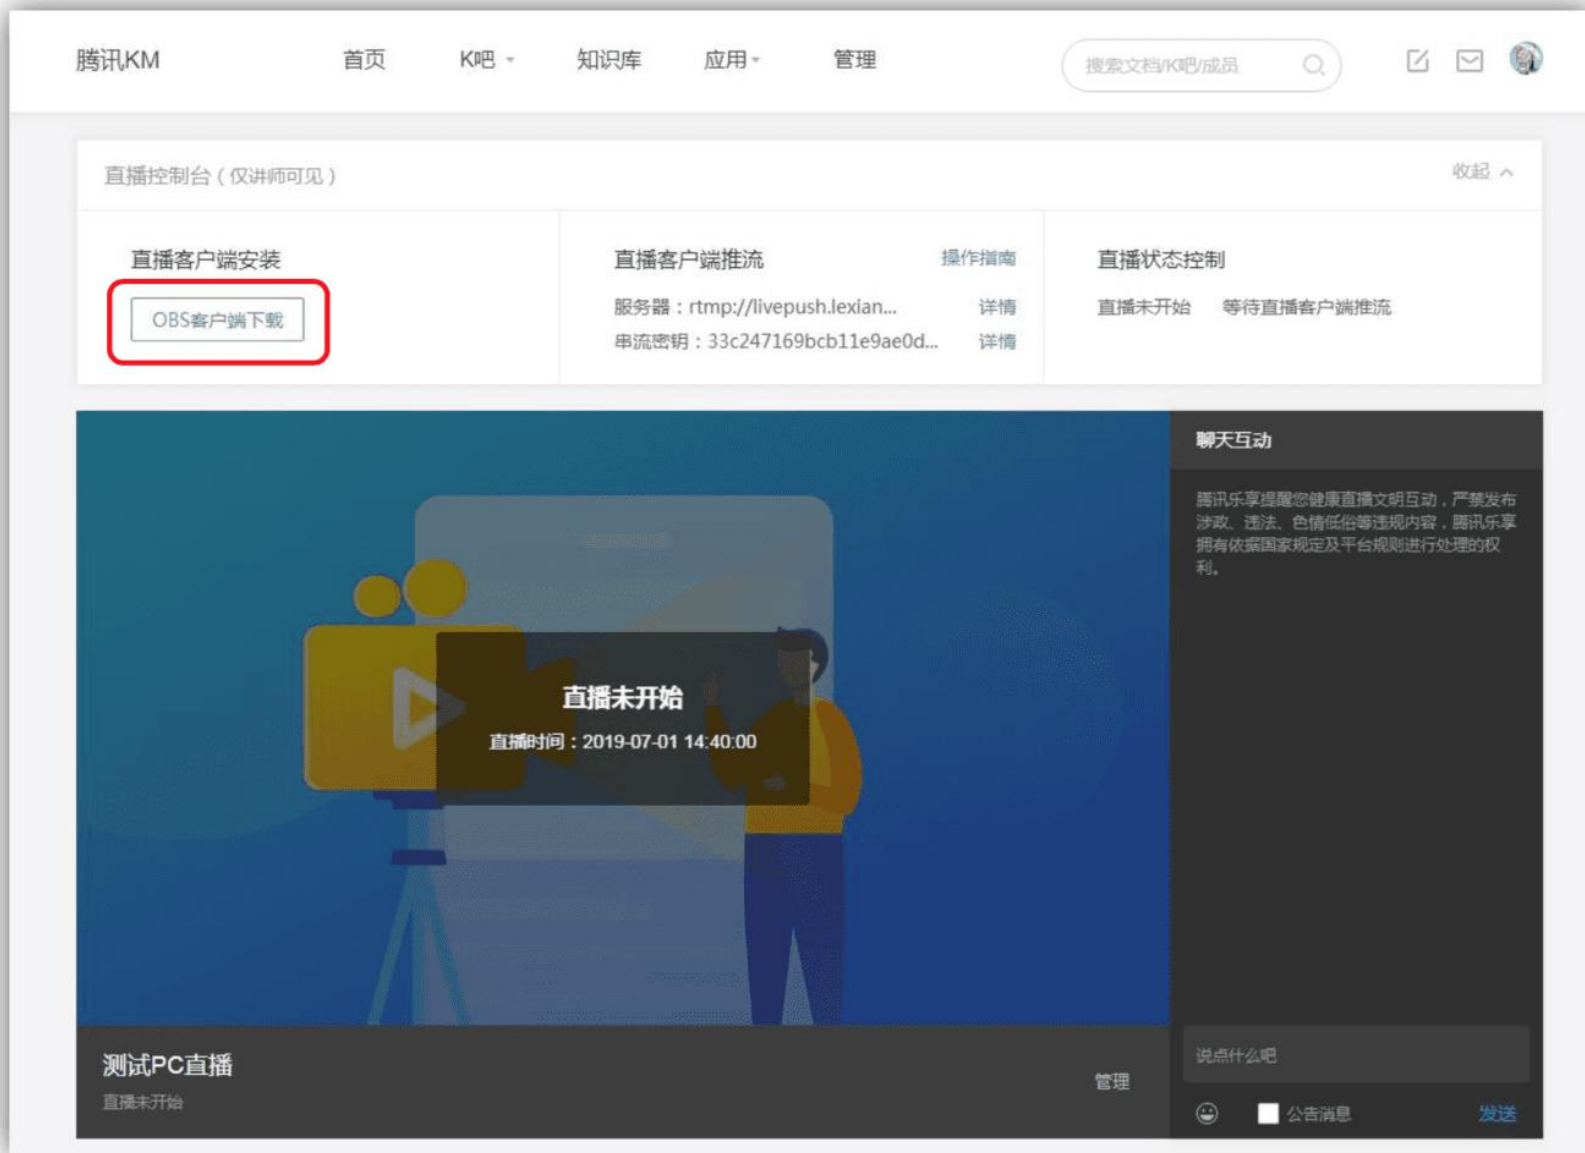 腾讯KM
首页
K吧
知识库
应用
管理
搜索文档/K吧/成员
直播控制台(仅讲师可见)
收起
直播客户端安装
OBS客户端下载
直播客户端推流
操作指南
服务器:rtmp://livepush.lexian...
详情
串流密钥:33c247169bcb11e9ae0d...
详情
直播状态控制
直播未开始
等待直播客户端推流
直播未开始
直播时间:2019-07-01 14:40:00
测试PC直播
直播未开始
管理
聊天互动
腾讯乐享提醒您健康直播文明互动,严禁发布
涉政、违法、色情低俗等违规内容,腾讯乐享
拥有依据国家规定及平台规则进行处理的权
利。
说点什么吧
公告消息
发送